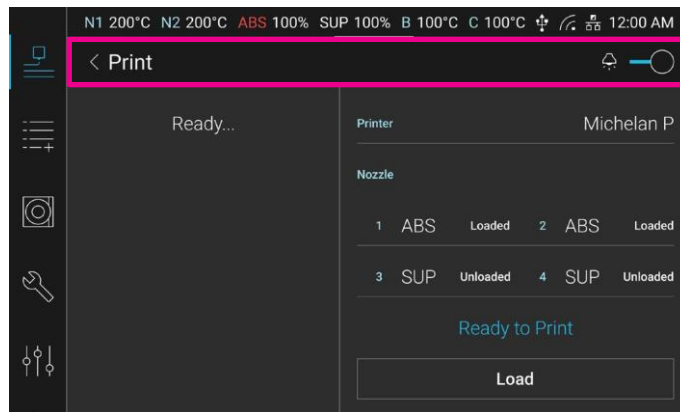 N1 200°C N2 200°C ABS 100% SUP 100% B 100°C C 100°C 12:00 AM
< Print
Ready...
Printer Michelan P
Nozzle
1 ABS Loaded 2 ABS Loaded
3 SUP Unloaded 4 SUP Unloaded
Ready to Print
Load